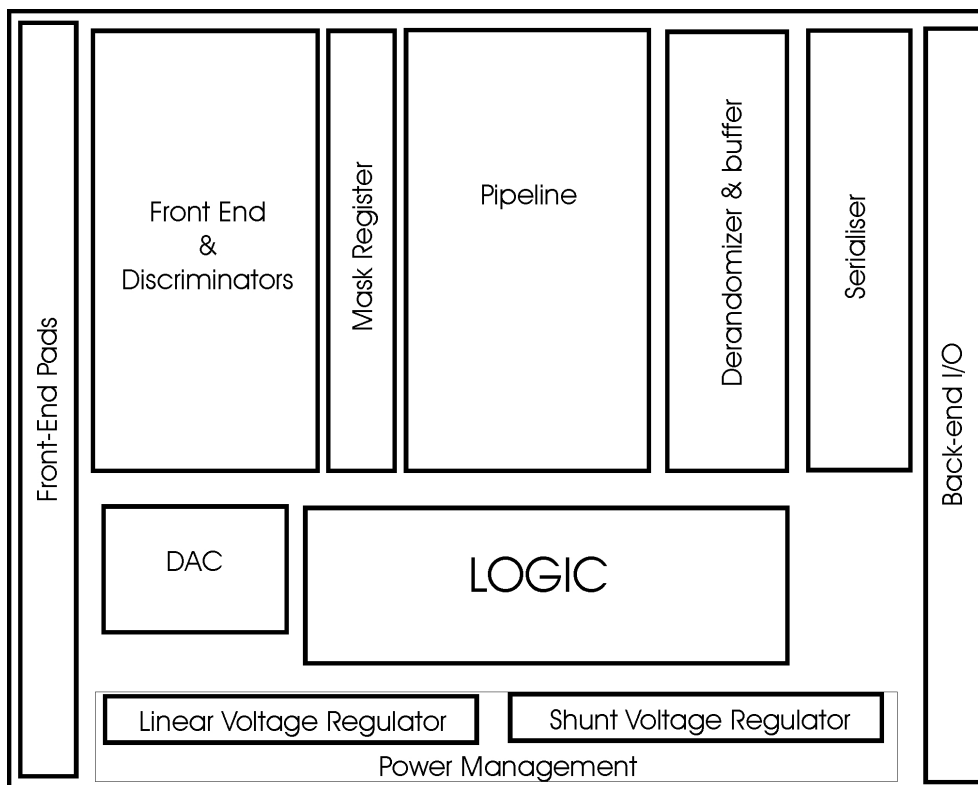 Front-End Pads
Front End
&
Discriminators
Mask Register
Pipeline
Derandomizer & buffer
Serialiser
Back-end I/O
DAC
LOGIC
Linear Voltage Regulator
Shunt Voltage Regulator
Power Management